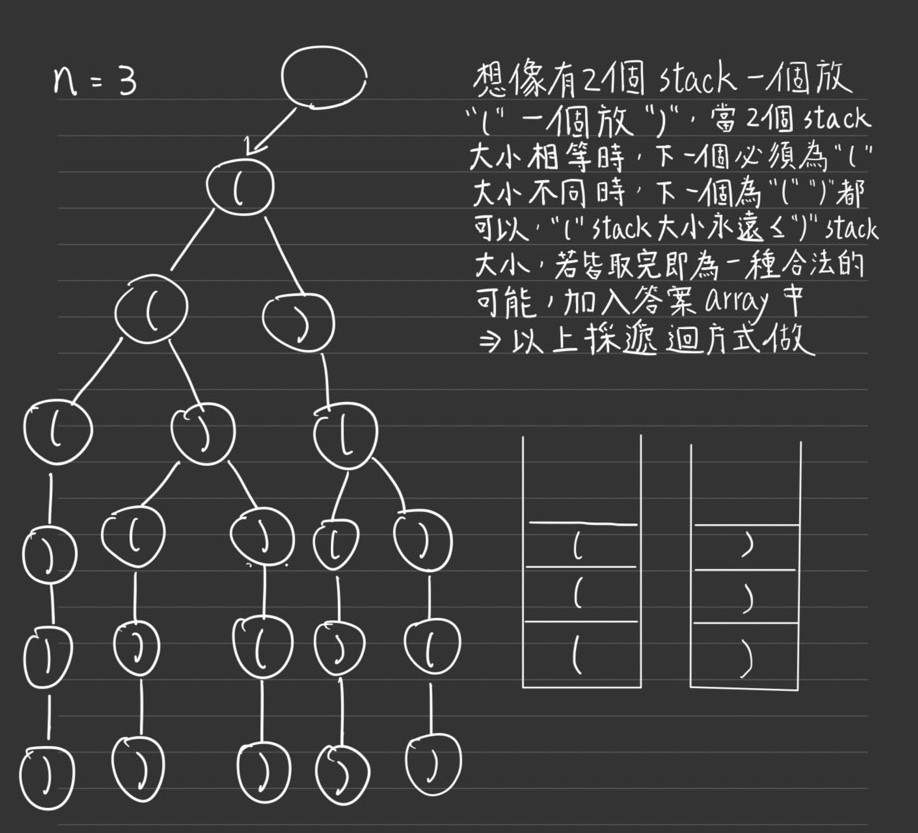 n = 3
想像有2個 stack 一個放
"(" 一個放 ")", 當 2個 stack
大小相等時, 下一個必須為 "("
大小不同時, 下一個為 "(" ")" 都
可以, "(" stack 大小永遠 ≤ ")" stack
大小, 若皆取完即為一種合法的
可能, 加入答案 array 中
⇒ 以上採遞迴方式做
(
( )
( ) (
) ( ) ( )
) ) ( ) (
) ) ) ) )
( )
( )
( )